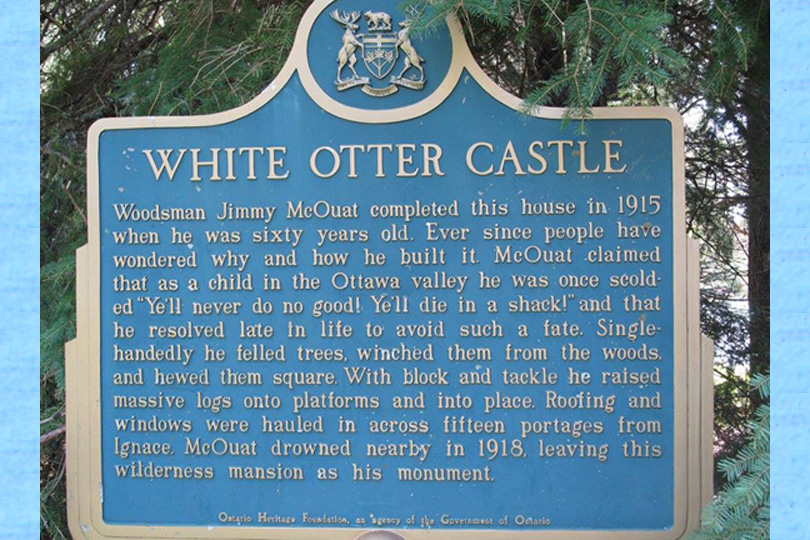 WHITE OTTER CASTLE
Woodsman Jimmy McOuat completed this house in 1915
when he was sixty years old. Ever since people have
wondered why and how he built it. McOuat claimed
that as a child in the Ottawa valley he was once scold-
ed "Ye'll never do no good! Ye'll die in a shack!" and that
he resolved late in life to avoid such a fate. Single-
handedly he felled trees, winched them from the woods,
and hewed them square. With block and tackle he raised
massive logs onto platforms and into place. Roofing and
windows were hauled in across fifteen portages from
Ignace. McOuat drowned nearby in 1918, leaving this
wilderness mansion as his monument.
Ontario Heritage Foundation, an agency of the Government of Ontario